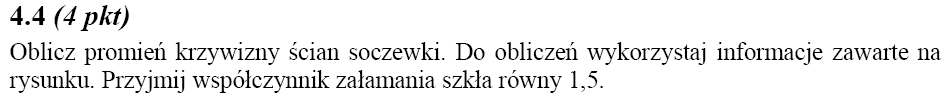 4.4 (4 pkt)
Oblicz promień krzywizny ścian soczewki. Do obliczeń wykorzystaj informacje zawarte na
rysunku. Przyjmij współczynnik załamania szkła równy 1,5.